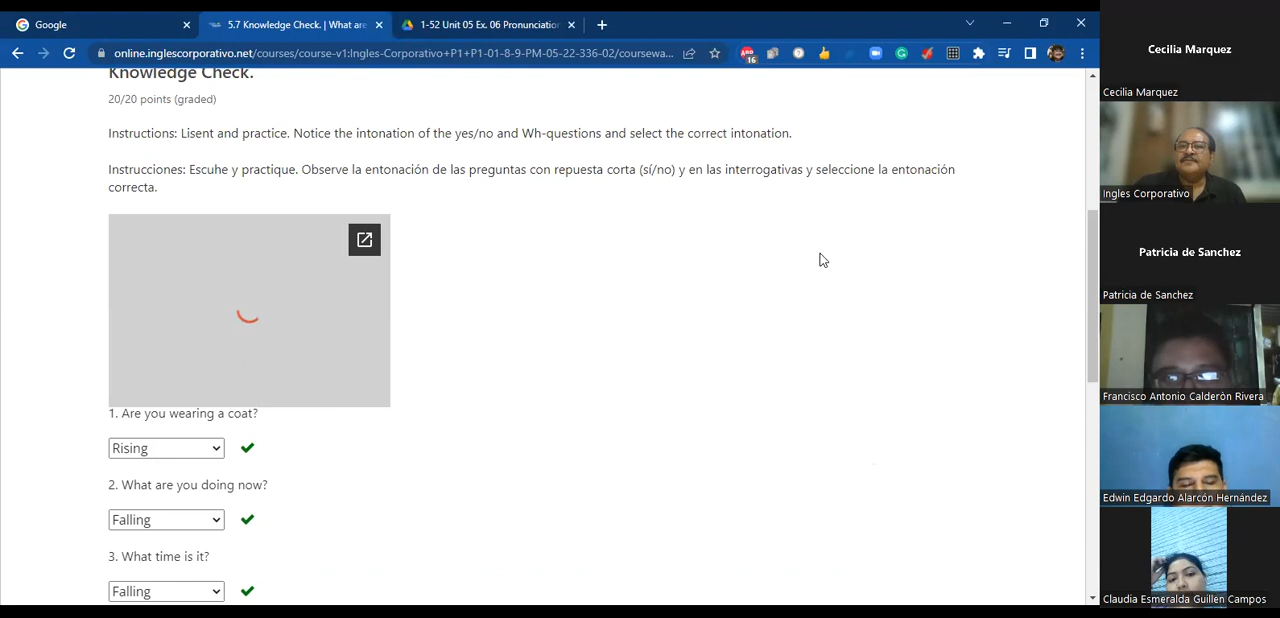 Google
5.7 Knowledge Check. | What are
1-52 Unit 05 Ex. 06 Pronunciation
online.inglescorporativo.net/courses/course-v1:Ingles-Corporativo+P1+P1-01-8-9-PM-05-22-336-02/coursewa...
16
Knowledge Check.
20/20 points (graded)
Instructions: Lisent and practice. Notice the intonation of the yes/no and Wh-questions and select the correct intonation.
Instrucciones: Escuhe y practique. Observe la entonación de las preguntas con repuesta corta (sí/no) y en las interrogativas y seleccione la entonación
correcta.
1. Are you wearing a coat?
Rising
2. What are you doing now?
Falling
3. What time is it?
Falling
Cecilia Marquez
Cecilia Marquez
Ingles Corporativo
Patricia de Sanchez
Patricia de Sanchez
Francisco Antonio Calderòn Rivera
Edwin Edgardo Alarcón Hernández
Claudia Esmeralda Guillen Campos